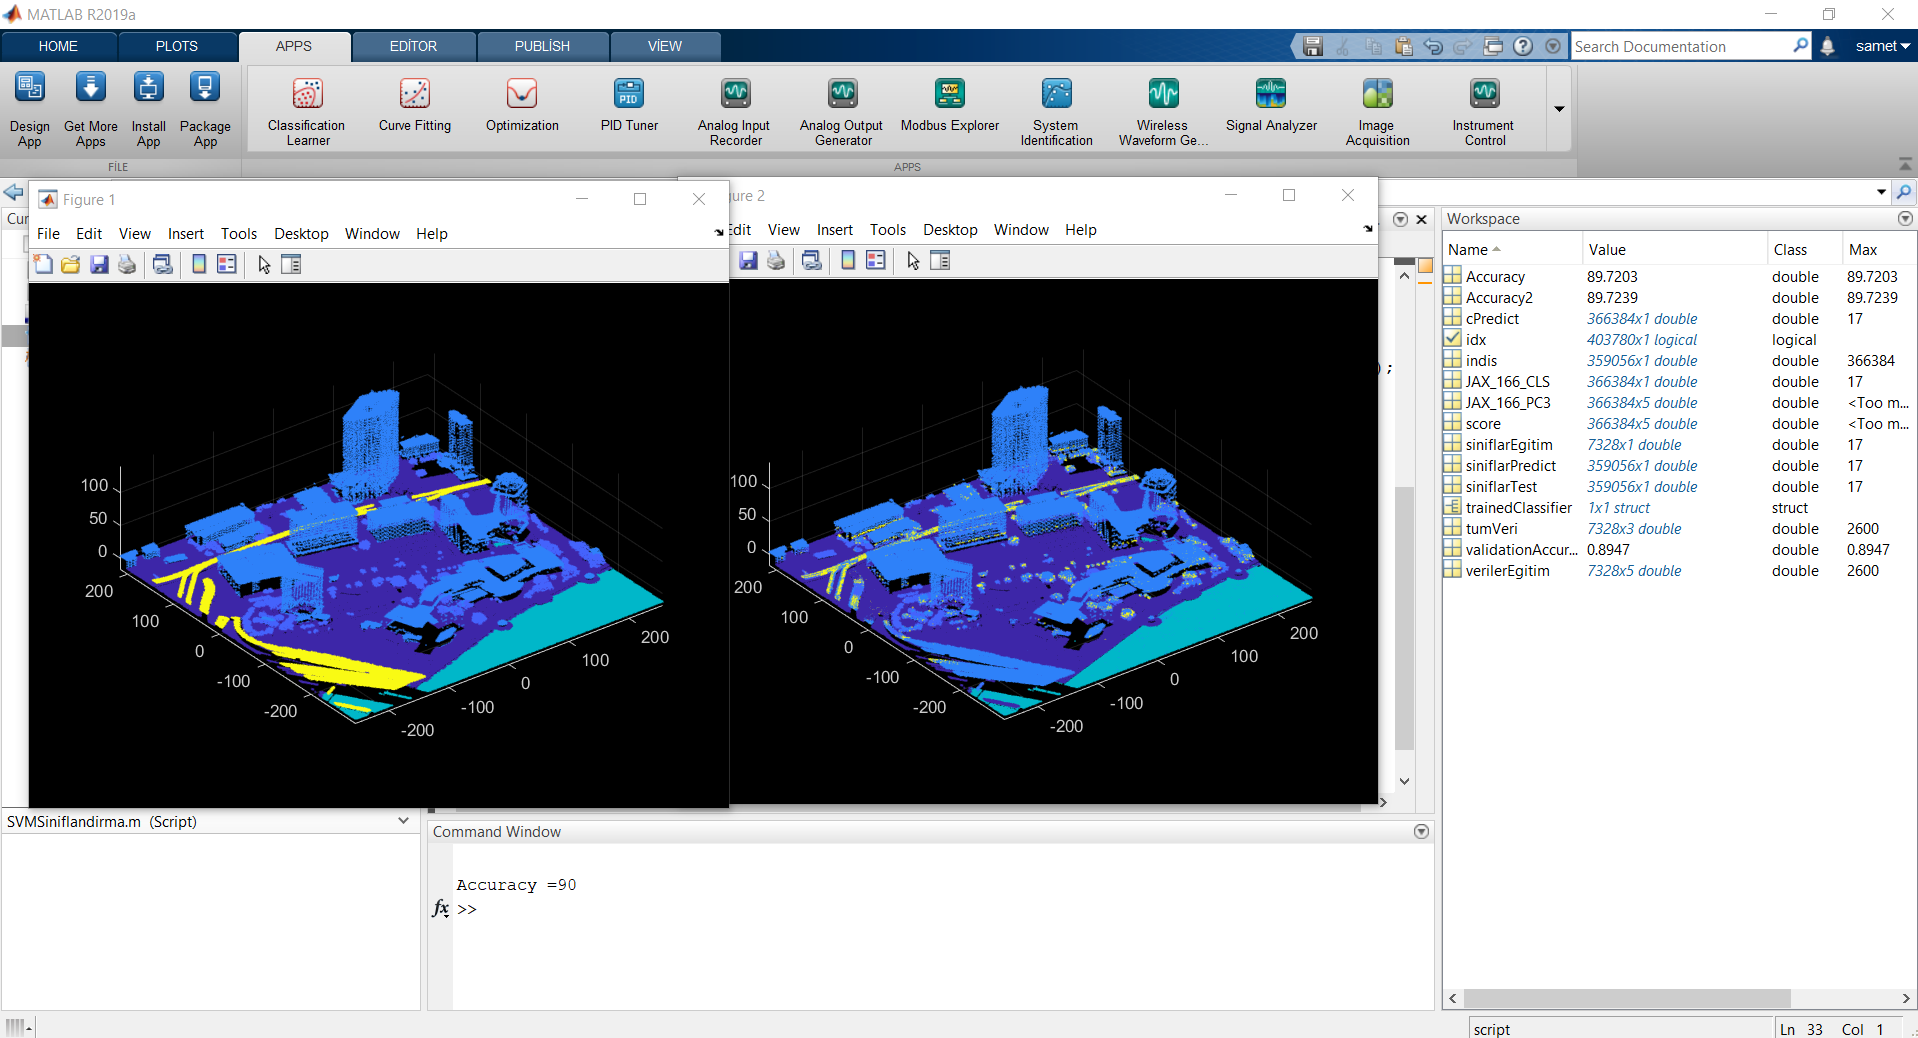 MATLAB R2019a
HOME PLOTS APPS EDİTOR PUBLİSH VİEW
Search Documentation samet
Design App
Get More Apps
Install App
Package App
Classification Learner
Curve Fitting
Optimization
PID Tuner
Analog Input Recorder
Analog Output Generator
Modbus Explorer
System Identification
Wireless Waveform Ge...
Signal Analyzer
Image Acquisition
Instrument Control
FİLE APPS
Cur
Figure 1
File Edit View Insert Tools Desktop Window Help
100
50
0
200
100
0
-100
-200
-200
-100
0
100
200
gure 2
Edit View Insert Tools Desktop Window Help
100
50
0
200
100
0
-100
-200
-200
-100
0
100
200
);
Workspace
Name Value Class Max
Accuracy 89.7203 double 89.7203
Accuracy2 89.7239 double 89.7239
cPredict 366384x1 double double 17
idx 403780x1 logical logical
indis 359056x1 double double 366384
JAX_166_CLS 366384x1 double double 17
JAX_166_PC3 366384x5 double double <Too m...
score 366384x5 double double <Too m...
siniflarEgitim 7328x1 double double 17
siniflarPredict 359056x1 double double 17
siniflarTest 359056x1 double double 17
trainedClassifier 1x1 struct struct
tumVeri 7328x3 double double 2600
validationAccur... 0.8947 double 0.8947
verilerEgitim 7328x5 double double 2600
SVMSiniflandirma.m (Script)
Command Window
Accuracy =90
fx >>
script Ln 33 Col 1